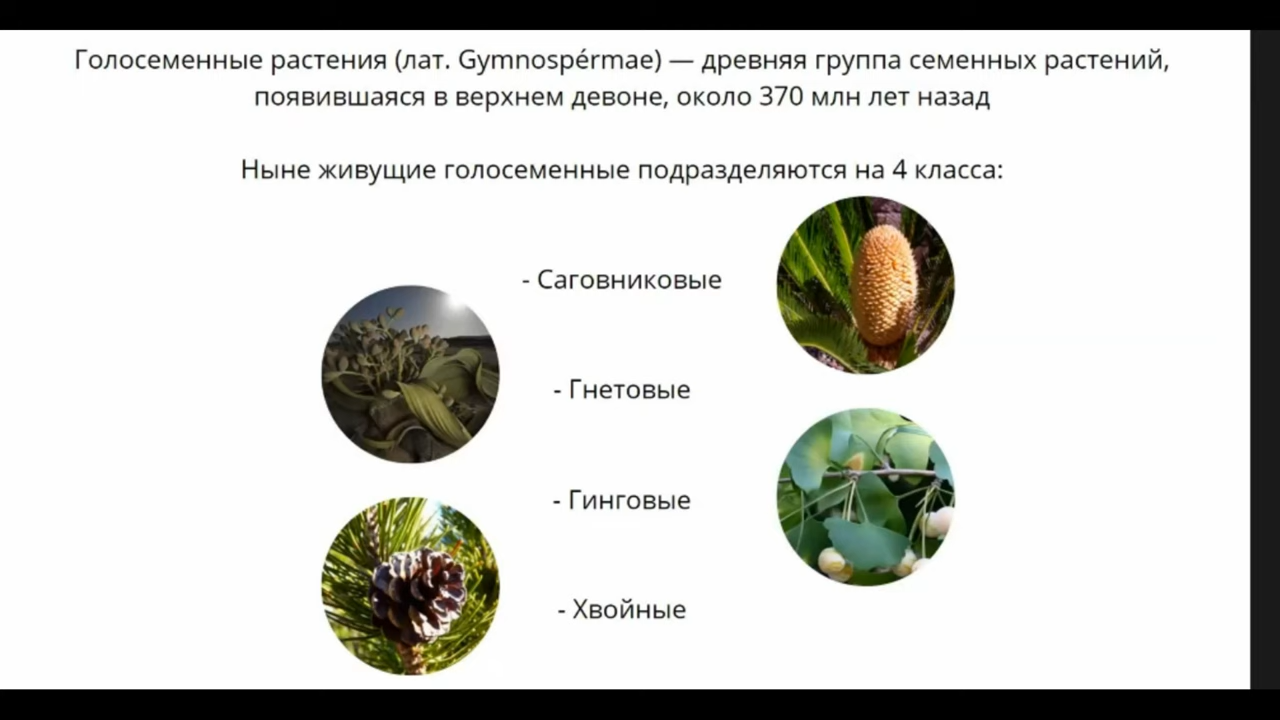 Голосеменные растения (лат. Gymnospérmae) — древняя группа семенных растений,
появившаяся в верхнем девоне, около 370 млн лет назад
Ныне живущие голосеменные подразделяются на 4 класса:
- Саговниковые
- Гнетовые
- Гинговые
- Хвойные